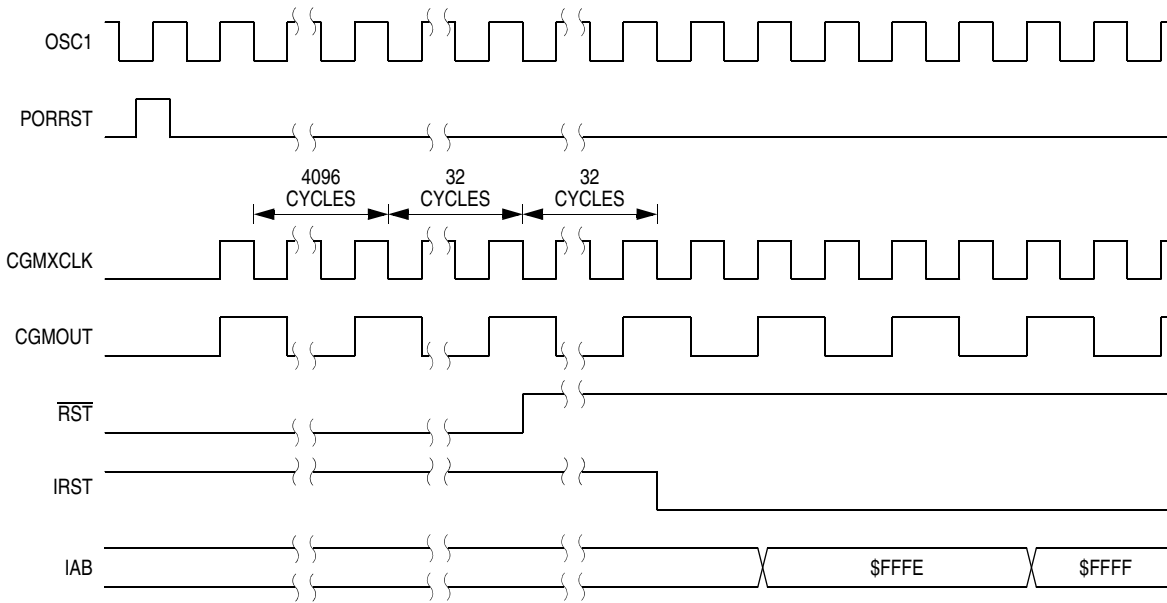 OSC1
PORRST
4096
CYCLES
32
CYCLES
32
CYCLES
CGMXCLK
CGMOUT
RST
IRST
IAB
$FFFE
$FFFF